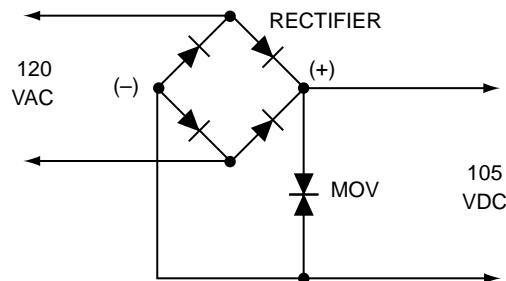 RECTIFIER
120
VAC
(–)
(+)
MOV
105
VDC